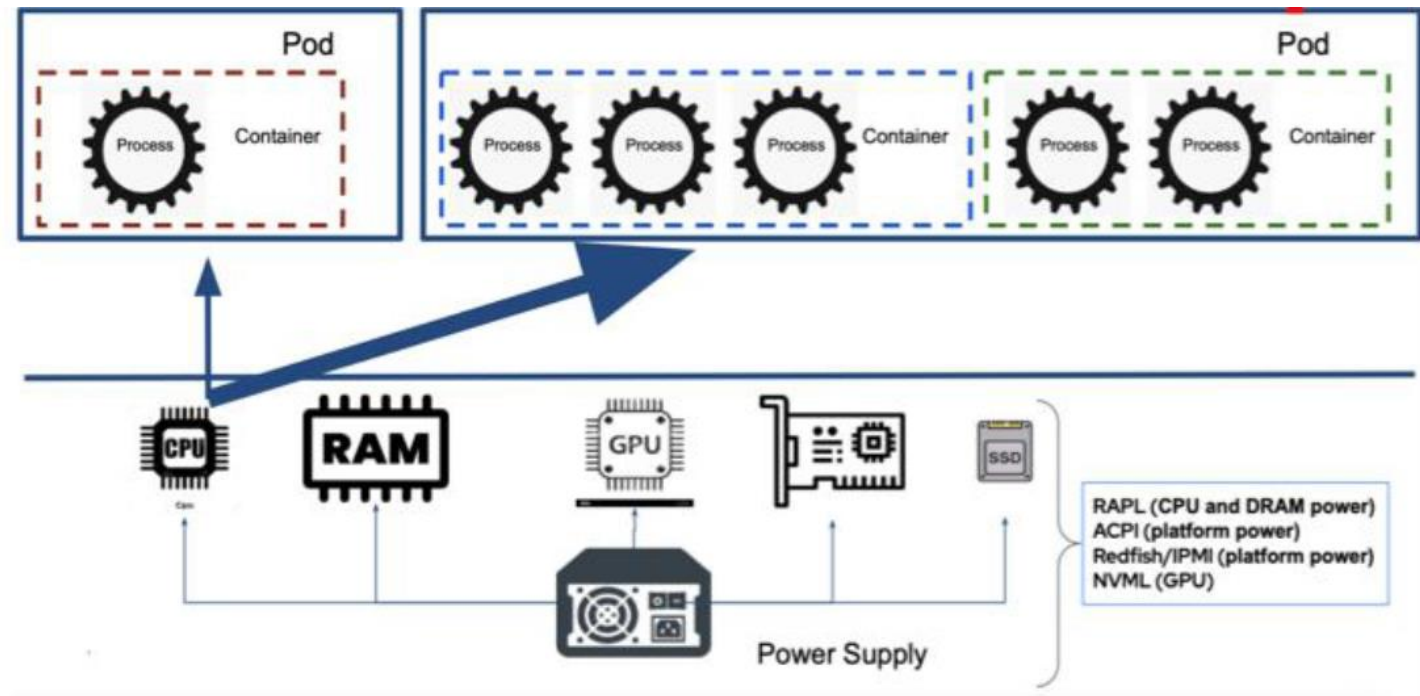 Pod
Process
Container
Pod
Process
Process
Process
Container
Process
Process
Container
CPU
RAM
GPU
SSD
RAPL (CPU and DRAM power)
ACPI (platform power)
Redfish/IPMI (platform power)
NVML (GPU)
Power Supply